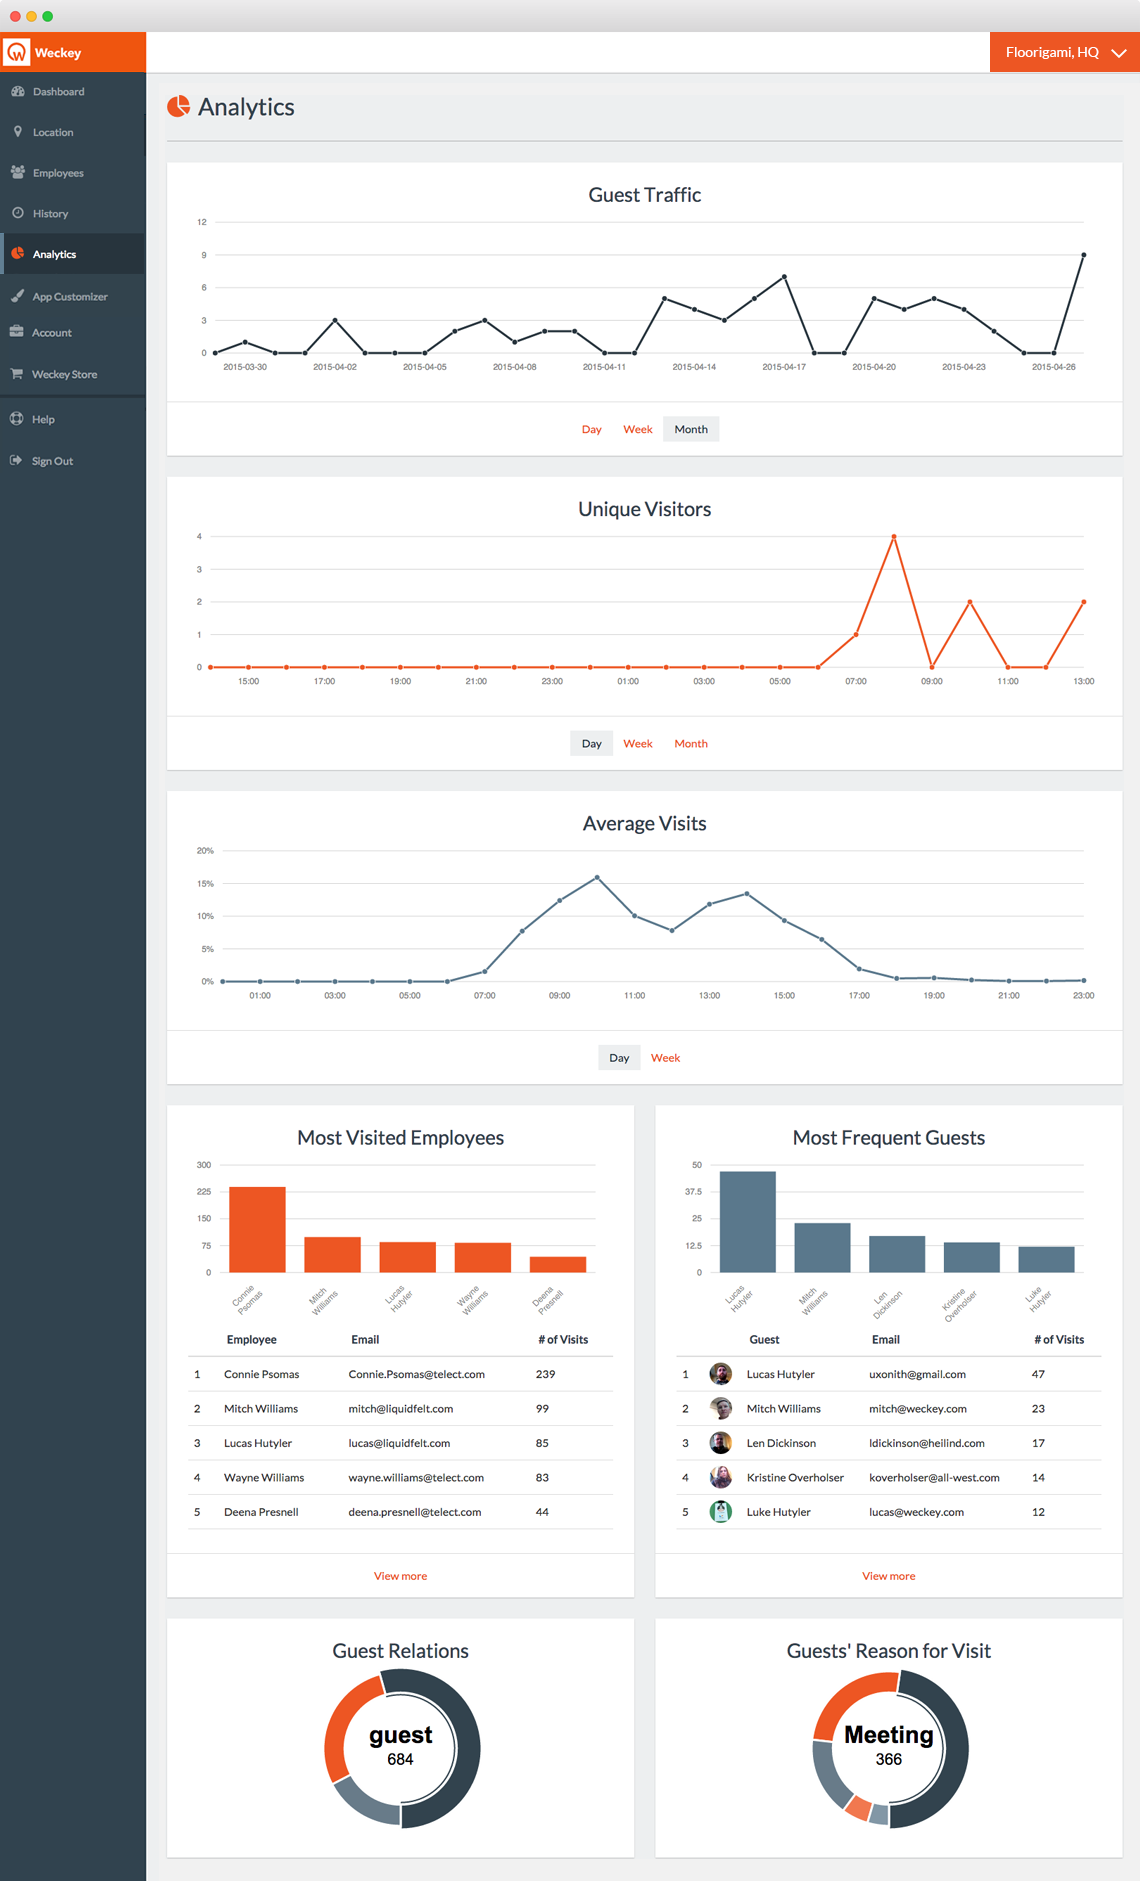 Weckey
Floorigami, HQ
Dashboard
Location
Employees
History
Analytics
App Customizer
Account
Weckey Store
Help
Sign Out
Analytics
Guest Traffic
12
9
6
3
0
2015-03-30 2015-04-02 2015-04-05 2015-04-08 2015-04-11 2015-04-14 2015-04-17 2015-04-20 2015-04-23 2015-04-26
Day Week Month
Unique Visitors
4
3
2
1
0
15:00 17:00 19:00 21:00 23:00 01:00 03:00 05:00 07:00 09:00 11:00 13:00
Day Week Month
Average Visits
20%
15%
10%
5%
0%
01:00 03:00 05:00 07:00 09:00 11:00 13:00 15:00 17:00 19:00 21:00 23:00
Day Week
Most Visited Employees
300
225
150
75
0
Connie Psomas
Mitch Williams
Lucas Hutyler
Wayne Williams
Deena Presnell
Employee Email # of Visits
1 Connie Psomas Connie.Psomas@telect.com 239
2 Mitch Williams mitch@liquidfelt.com 99
3 Lucas Hutyler lucas@liquidfelt.com 85
4 Wayne Williams wayne.williams@telect.com 83
5 Deena Presnell deena.presnell@telect.com 44
View more
Most Frequent Guests
50
37.5
25
12.5
0
Lucas Hutyler
Mitch Williams
Len Dickinson
Kristine Overholser
Luke Hutyler
Guest Email # of Visits
1 Lucas Hutyler uxonith@gmail.com 47
2 Mitch Williams mitch@weckey.com 23
3 Len Dickinson ldickinson@heilind.com 17
4 Kristine Overholser koverholser@all-west.com 14
5 Luke Hutyler lucas@weckey.com 12
View more
Guest Relations
guest
684
Guests' Reason for Visit
Meeting
366